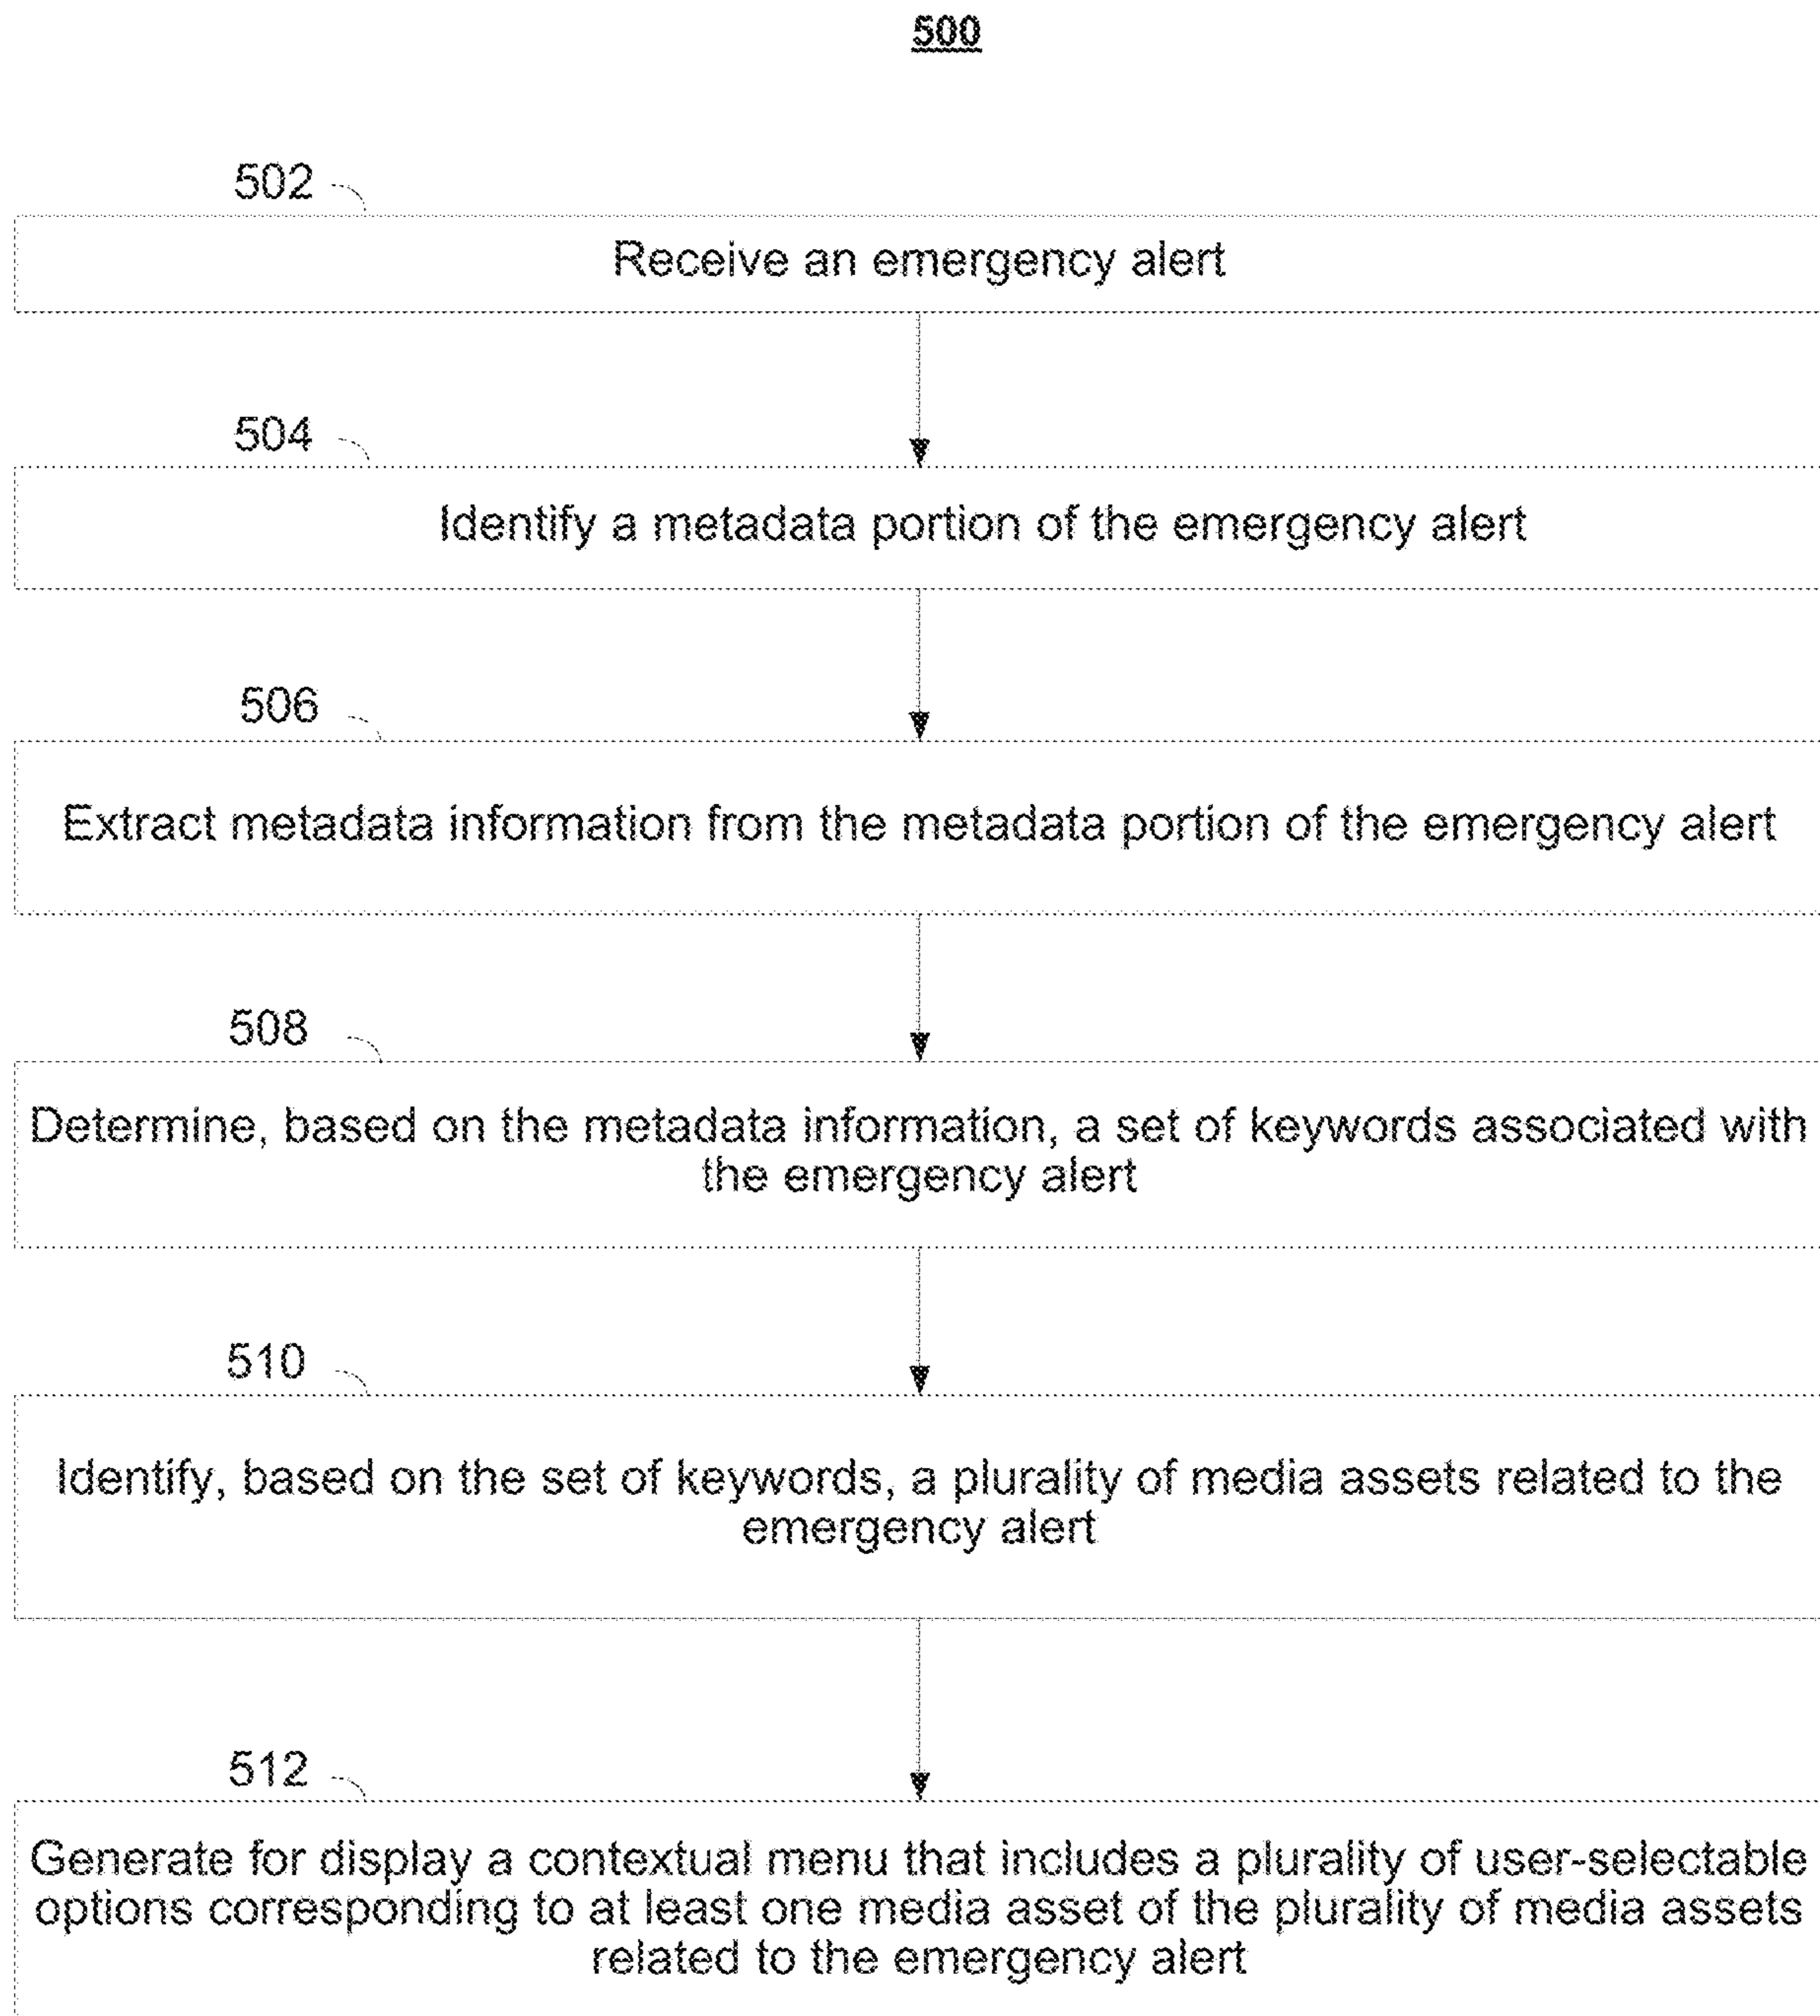 500
502
Receive an emergency alert
504
Identify a metadata portion of the emergency alert
506
Extract metadata information from the metadata portion of the emergency alert
508
Determine, based on the metadata information, a set of keywords associated with
the emergency alert
510
Identify, based on the set of keywords, a plurality of media assets related to the
emergency alert
512
Generate for display a contextual menu that includes a plurality of user-selectable
options corresponding to at least one media asset of the plurality of media assets
related to the emergency alert